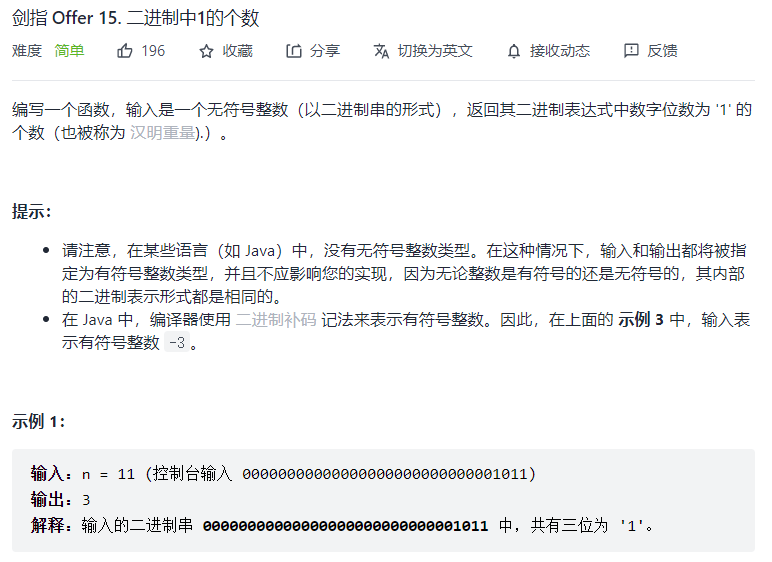 剑指 Offer 15. 二进制中1的个数
难度 简单 196 收藏 分享 切换为英文 接收动态 反馈
编写一个函数，输入是一个无符号整数（以二进制串的形式），返回其二进制表达式中数字位数为 '1' 的
个数（也被称为 汉明重量).）。
提示：
请注意，在某些语言（如 Java）中，没有无符号整数类型。在这种情况下，输入和输出都将被指
定为有符号整数类型，并且不应影响您的实现，因为无论整数是有符号的还是无符号的，其内部
的二进制表示形式都是相同的。
在 Java 中，编译器使用 二进制补码 记法来表示有符号整数。因此，在上面的 示例 3 中，输入表
示有符号整数 -3。
示例 1：
输入：n = 11 (控制台输入 00000000000000000000000000001011)
输出：3
解释：输入的二进制串 00000000000000000000000000001011 中，共有三位为 '1'。